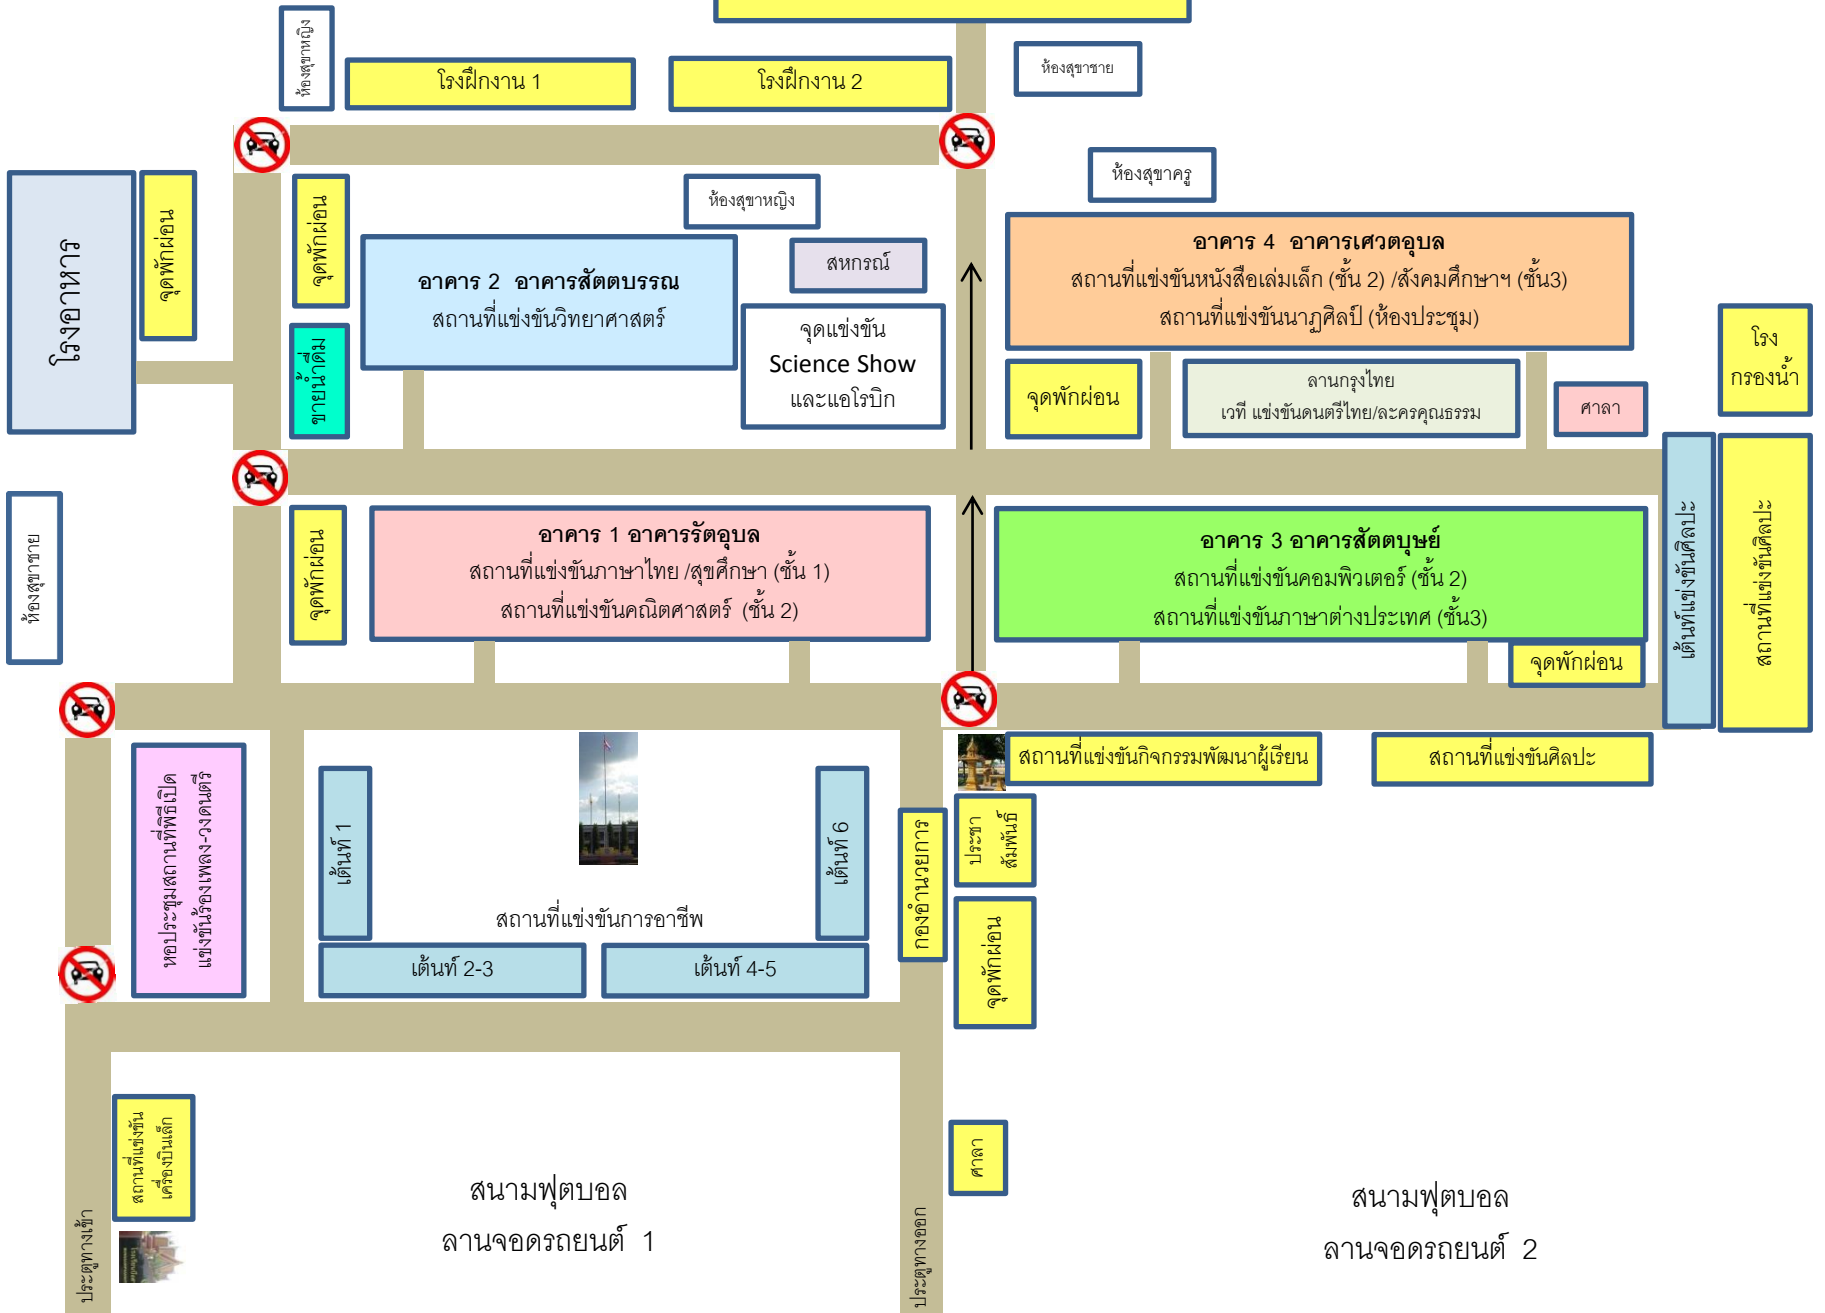 ห้องสุขาหญิง
โรงฝึกงาน 1
โรงฝึกงาน 2
ห้องสุขาชาย
ห้องสุขาครู
ห้องสุขาหญิง
สหกรณ์
โรงอาหาร
จุดพักผ่อน
จุดพักผ่อน
ขายน้ำดื่ม
อาคาร 2 อาคารสัตตบรรณ
สถานที่แข่งขันวิทยาศาสตร์
จุดแข่งขัน
Science Show
และแอโรบิก
อาคาร 4 อาคารเศวตอุบล
สถานที่แข่งขันหนังสือเล่มเล็ก (ชั้น 2) /สังคมศึกษาฯ (ชั้น3)
สถานที่แข่งขันนาฏศิลป์ (ห้องประชุม)
จุดพักผ่อน
ลานกรุงไทย
เวที แข่งขันดนตรีไทย/ละครคุณธรรม
ศาลา
โรง
กรองน้ำ
ห้องสุขาชาย
จุดพักผ่อน
อาคาร 1 อาคารรัตอุบล
สถานที่แข่งขันภาษาไทย /สุขศึกษา (ชั้น 1)
สถานที่แข่งขันคณิตศาสตร์ (ชั้น 2)
อาคาร 3 อาคารสัตตบุษย์
สถานที่แข่งขันคอมพิวเตอร์ (ชั้น 2)
สถานที่แข่งขันภาษาต่างประเทศ (ชั้น3)
จุดพักผ่อน
เต้นท์แข่งขันศิลปะ
สถานที่แข่งขันศิลปะ
หอประชุมสถานที่พิธีเปิด
แข่งขันร้องเพลง-วงดนตรี
เต้นท์ 1
เต้นท์ 6
สถานที่แข่งขันการอาชีพ
เต้นท์ 2-3
เต้นท์ 4-5
กองอำนวยการ
สถานที่แข่งขันกิจกรรมพัฒนาผู้เรียน
สถานที่แข่งขันศิลปะ
ประชา
สัมพันธ์
จุดพักผ่อน
สถานที่แข่งขัน
เครื่องบินเล็ก
ประตูทางเข้า
สนามฟุตบอล
ลานจอดรถยนต์ 1
ประตูทางออก
ศาลา
สนามฟุตบอล
ลานจอดรถยนต์ 2